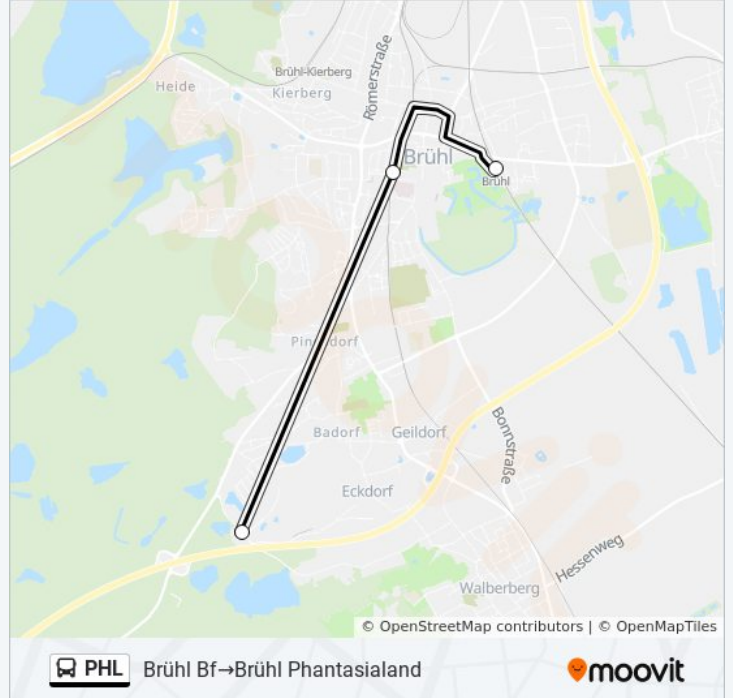 Brühl-Kierberg
Heide
Kierberg
Römerstraße
Brühl
Brühl
Pingsdorf
Badorf
Geildorf
Bonnstraße
Eckdorf
Hessenweg
Walberberg
© OpenStreetMap contributors | © OpenMapTiles
PHL
Brühl Bf→Brühl Phantasialand
moovit